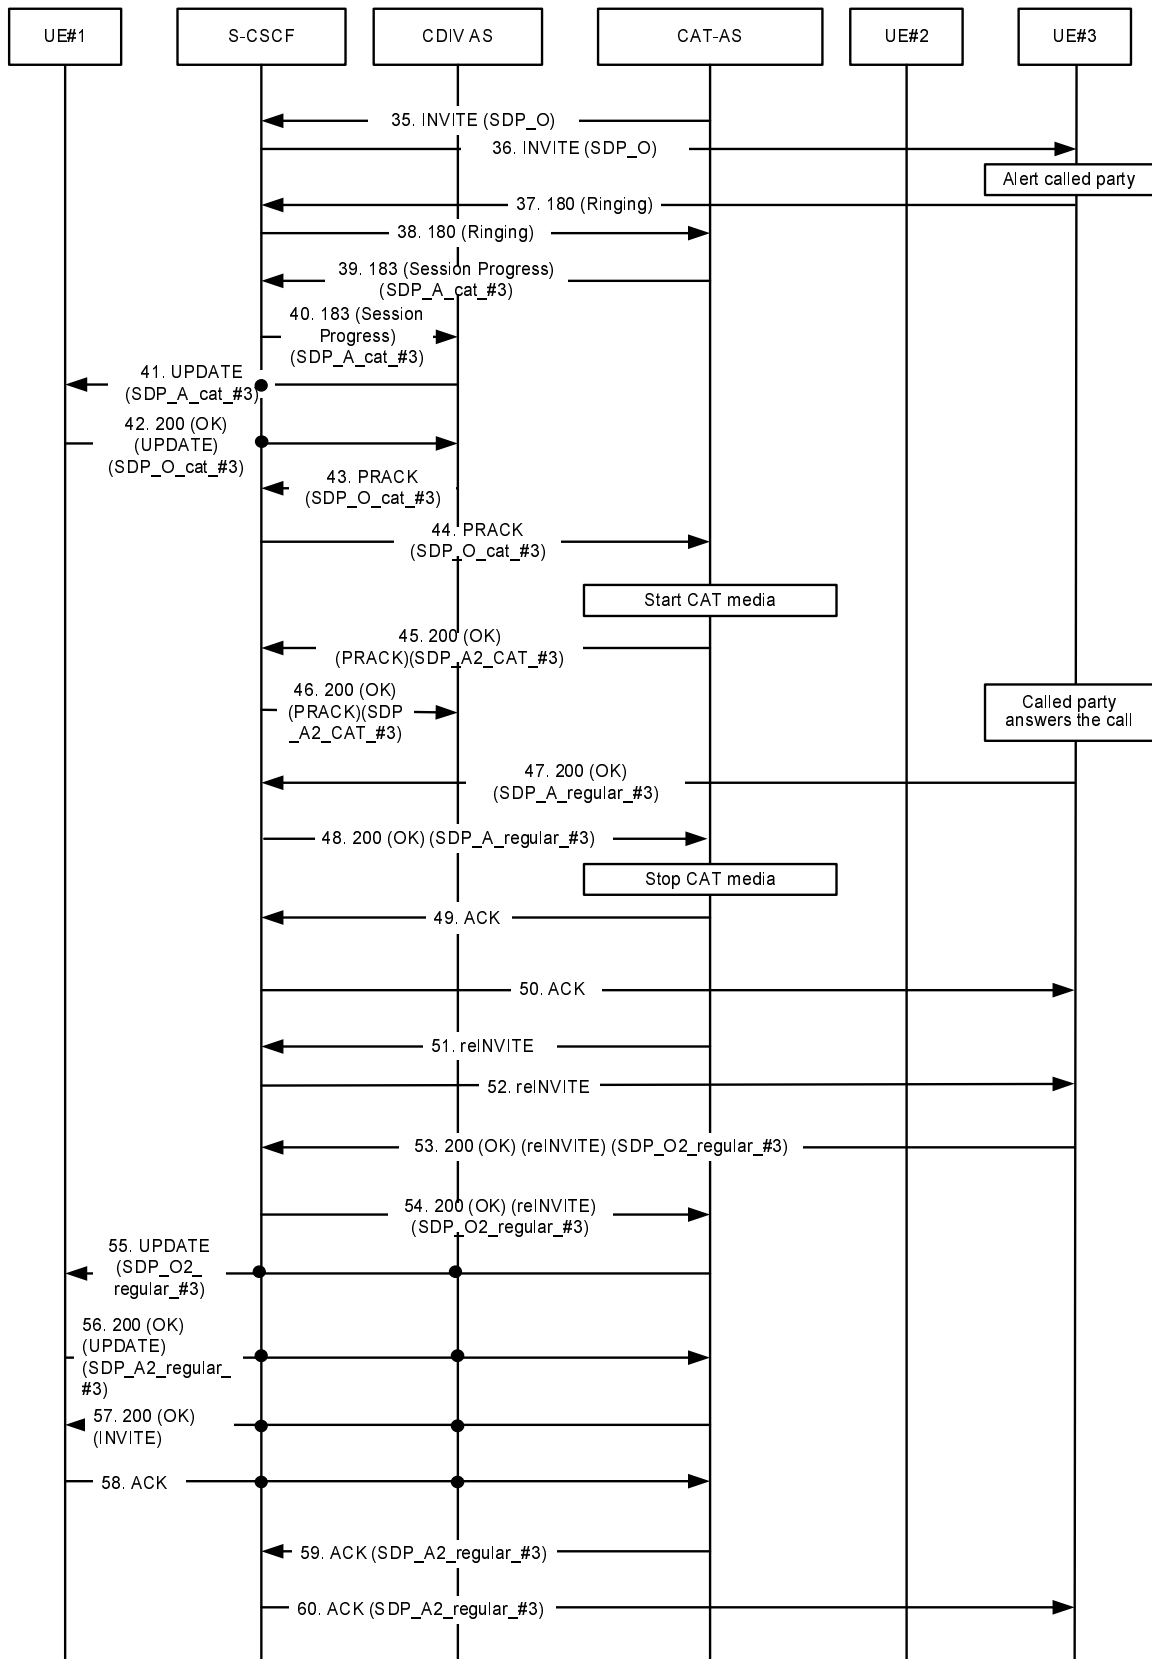 UE#1
S-CSCF
CDIV AS
CAT-AS
UE#2
UE#3
35. INVITE (SDP_O)
36. INVITE (SDP_O)
Alert called party
37. 180 (Ringing)
38. 180 (Ringing)
39. 183 (Session Progress)
(SDP_A_cat_#3)
40. 183 (Session
Progress)
(SDP_A_cat_#3)
41. UPDATE
(SDP_A_cat_#3)
42. 200 (OK)
(UPDATE)
(SDP_O_cat_#3)
43. PRACK
(SDP_O_cat_#3)
44. PRACK
(SDP_O_cat_#3)
Start CAT media
45. 200 (OK)
(PRACK)(SDP_A2_CAT_#3)
46. 200 (OK)
(PRACK)(SDP
_A2_CAT_#3)
Called party
answers the call
47. 200 (OK)
(SDP_A_regular_#3)
48. 200 (OK) (SDP_A_regular_#3)
Stop CAT media
49. ACK
50. ACK
51. reINVITE
52. reINVITE
53. 200 (OK) (reINVITE) (SDP_O2_regular_#3)
54. 200 (OK) (reINVITE)
(SDP_O2_regular_#3)
55. UPDATE
(SDP_O2_
regular_#3)
56. 200 (OK)
(UPDATE)
(SDP_A2_regular_
#3)
57. 200 (OK)
(INVITE)
58. ACK
59. ACK (SDP_A2_regular_#3)
60. ACK (SDP_A2_regular_#3)